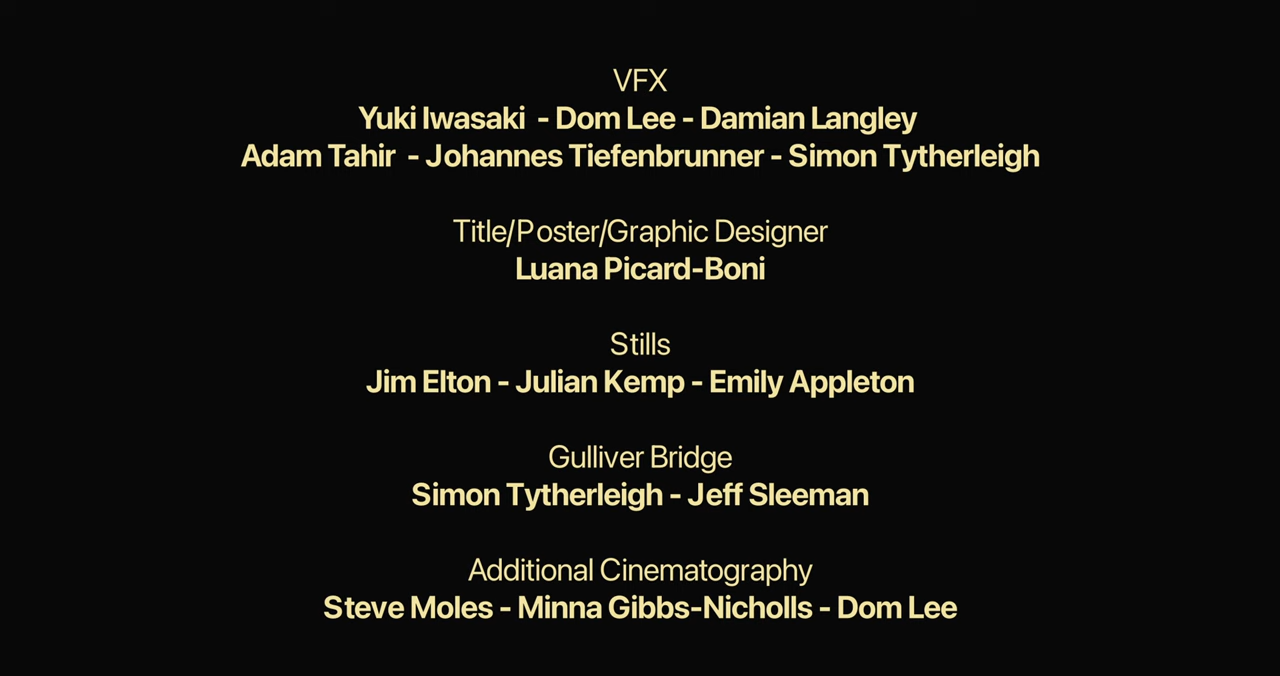 VFX
Yuki Iwasaki - Dom Lee - Damian Langley
Adam Tahir - Johannes Tiefenbrunner - Simon Tytherleigh
Title/Poster/Graphic Designer
Luana Picard-Boni
Stills
Jim Elton - Julian Kemp - Emily Appleton
Gulliver Bridge
Simon Tytherleigh - Jeff Sleeman
Additional Cinematography
Steve Moles - Minna Gibbs-Nicholls - Dom Lee